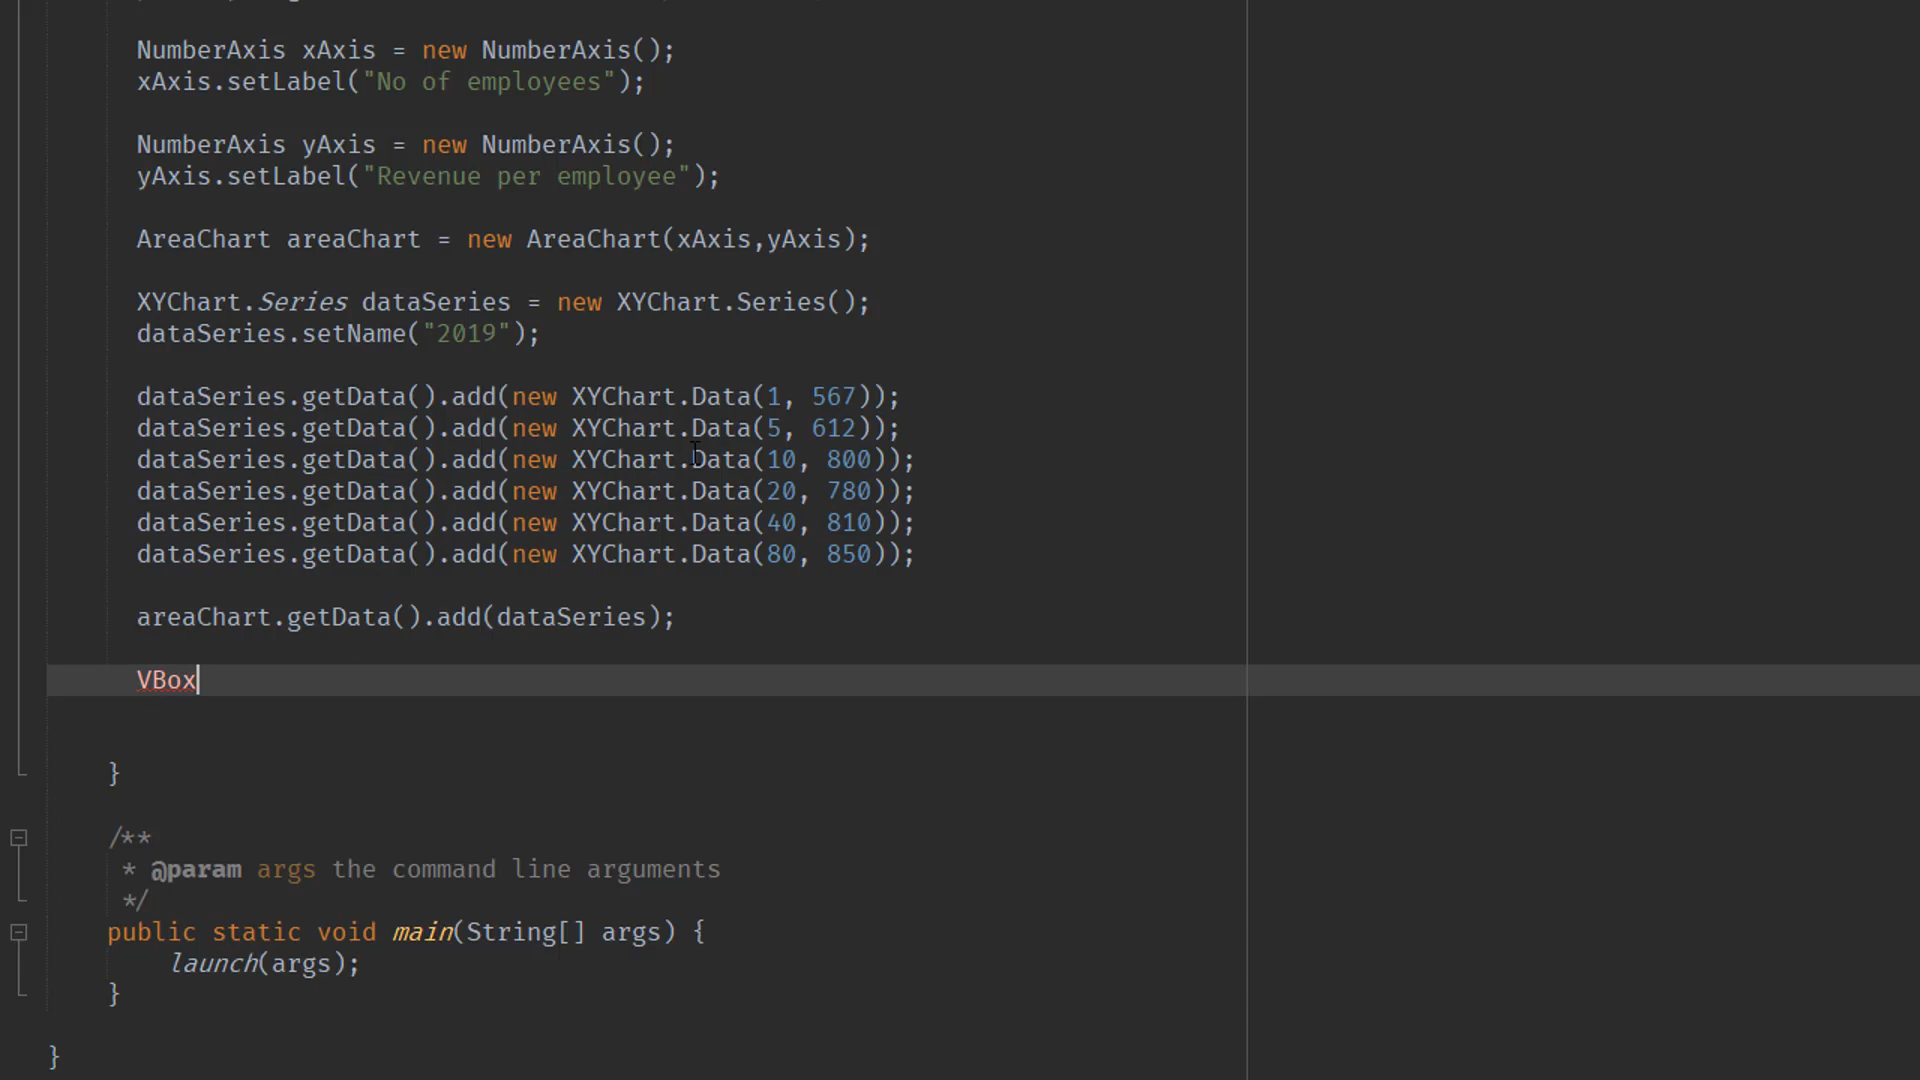 NumberAxis xAxis = new NumberAxis();
xAxis.setLabel("No of employees");
NumberAxis yAxis = new NumberAxis();
yAxis.setLabel("Revenue per employee");
AreaChart areaChart = new AreaChart(xAxis,yAxis);
XYChart.Series dataSeries = new XYChart.Series();
dataSeries.setName("2019");
dataSeries.getData().add(new XYChart.Data(1, 567));
dataSeries.getData().add(new XYChart.Data(5, 612));
dataSeries.getData().add(new XYChart.Data(10, 800));
dataSeries.getData().add(new XYChart.Data(20, 780));
dataSeries.getData().add(new XYChart.Data(40, 810));
dataSeries.getData().add(new XYChart.Data(80, 850));
areaChart.getData().add(dataSeries);
VBox
}
/**
* @param args the command line arguments
*/
public static void main(String[] args) {
launch(args);
}
}